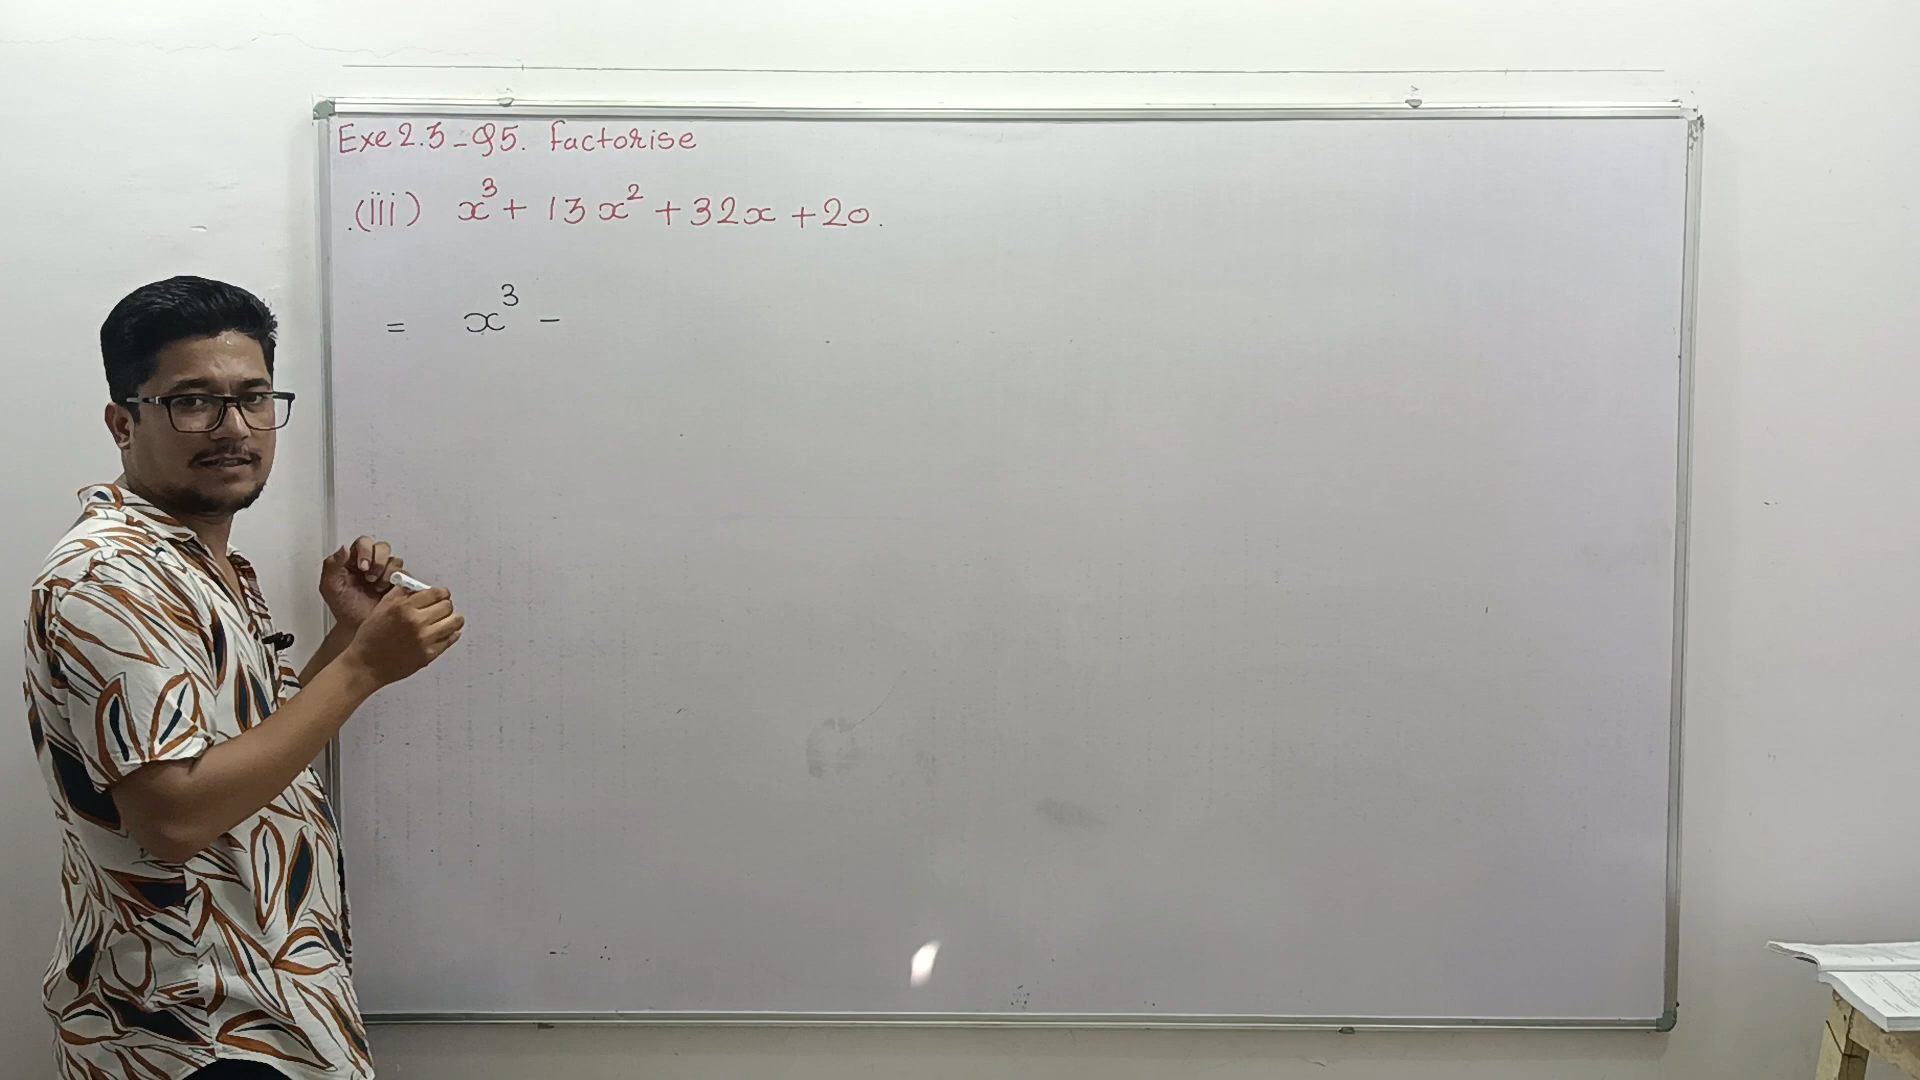 Exe 2.3 - Q5. factorise
(iii) x³ + 13x² + 32x + 20.
= x³ -